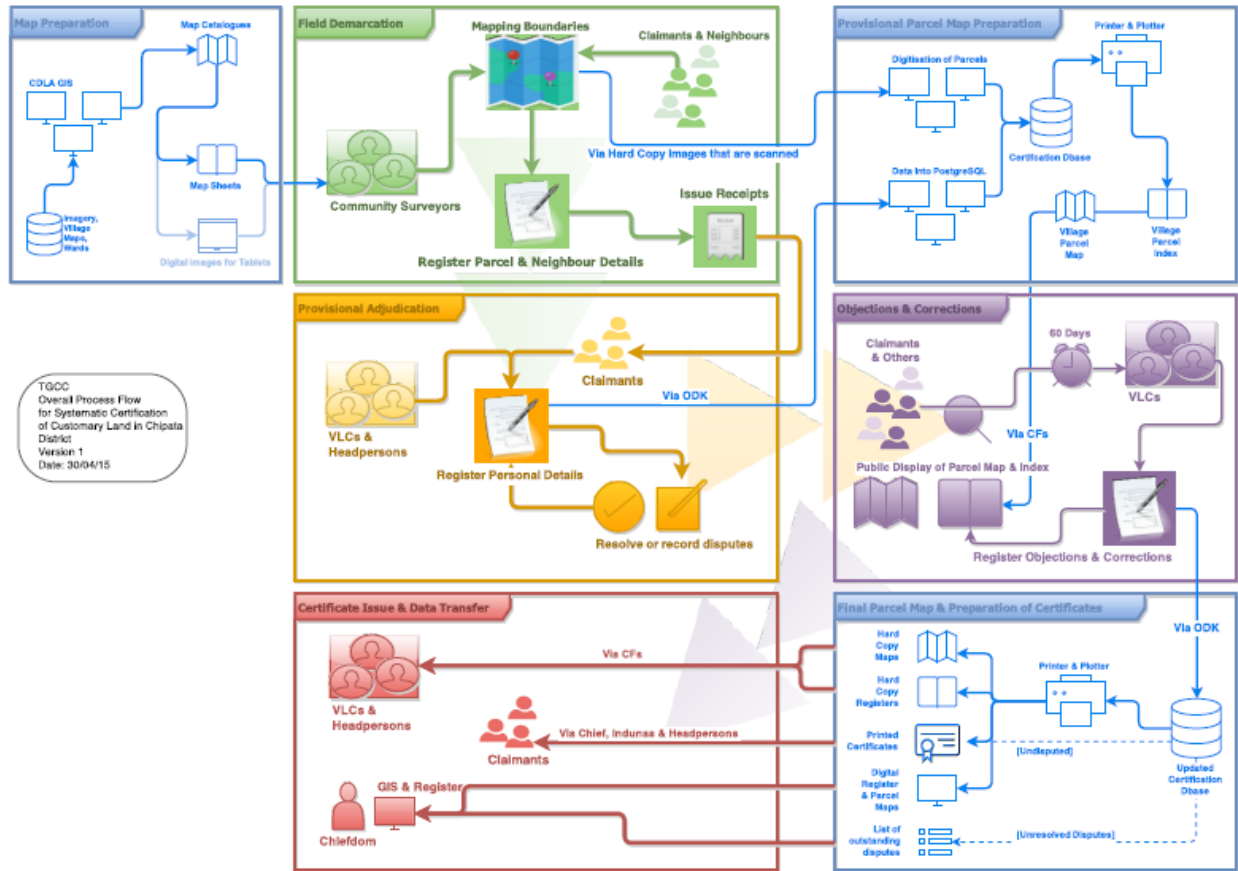 Map Preparation
Map Catalogues
CDLA GIS
Map Sheets
Imagery,
Village
Maps,
Wards
Digital images for Tablets
Field Demarcation
Mapping Boundaries
Claimants & Neighbours
Via Hard Copy Images that are scanned
Community Surveyors
Issue Receipts
Register Parcel & Neighbour Details
Provisional Parcel Map Preparation
Printer & Plotter
Digitisation of Parcels
Certification Dbase
Data Into PostgreSQL
Village
Parcel
Map
Village
Parcel
Index
TGCC
Overall Process Flow
for Systematic Certification
of Customary Land in Chipata
District
Version 1
Date: 30/04/15
Provisional Adjudication
Claimants
Via ODK
VLCs &
Headpersons
Register Personal Details
Resolve or record disputes
Objections & Corrections
Claimants
& Others
60 Days
VLCs
Via CFs
Public Display of Parcel Map & Index
Register Objections & Corrections
Certificate Issue & Data Transfer
Via CFs
VLCs &
Headpersons
Via Chief, Indunas & Headpersons
Claimants
GIS & Register
Chiefdom
Final Parcel Map & Preparation of Certificates
Via ODK
Hard
Copy
Maps
Printer & Plotter
Hard
Copy
Registers
Printed
Certificates
[Undisputed]
Updated
Certification
Dbase
Digital
Register
& Parcel
Maps
List of
outstanding
disputes
[Unresolved Disputes]